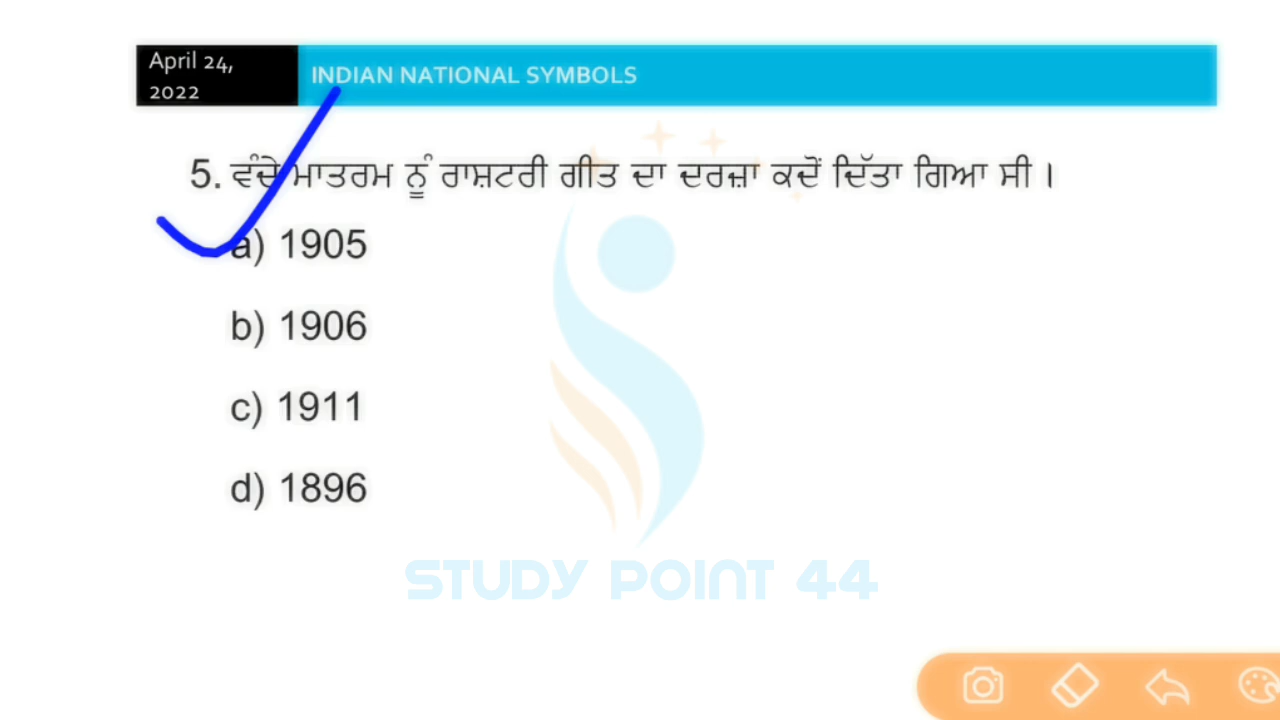 April 24,
2022
INDIAN NATIONAL SYMBOLS
5. ਵੰਦੇ ਮਾਤਰਮ ਨੂੰ ਰਾਸ਼ਟਰੀ ਗੀਤ ਦਾ ਦਰਜ਼ਾ ਕਦੋਂ ਦਿੱਤਾ ਗਿਆ ਸੀ ।
a) 1905
b) 1906
c) 1911
d) 1896
STUDY POINT 44